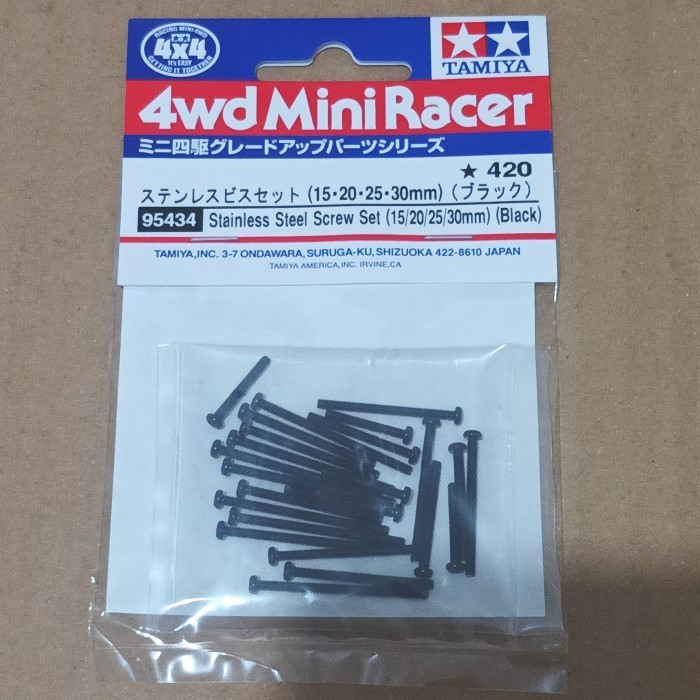 RACING MINI 4WD
4x4
It's EASY
GETTING IT TOGETHER
TAMIYA
4wd Mini Racer
ミニ四駆グレードアップパーツシリーズ
★ 420
ステンレスビスセット (15・20・25・30mm) (ブラック)
95434 Stainless Steel Screw Set (15/20/25/30mm) (Black)
TAMIYA,INC. 3-7 ONDAWARA, SURUGA-KU, SHIZUOKA 422-8610 JAPAN
TAMIYA AMERICA,INC. IRVINE,CA